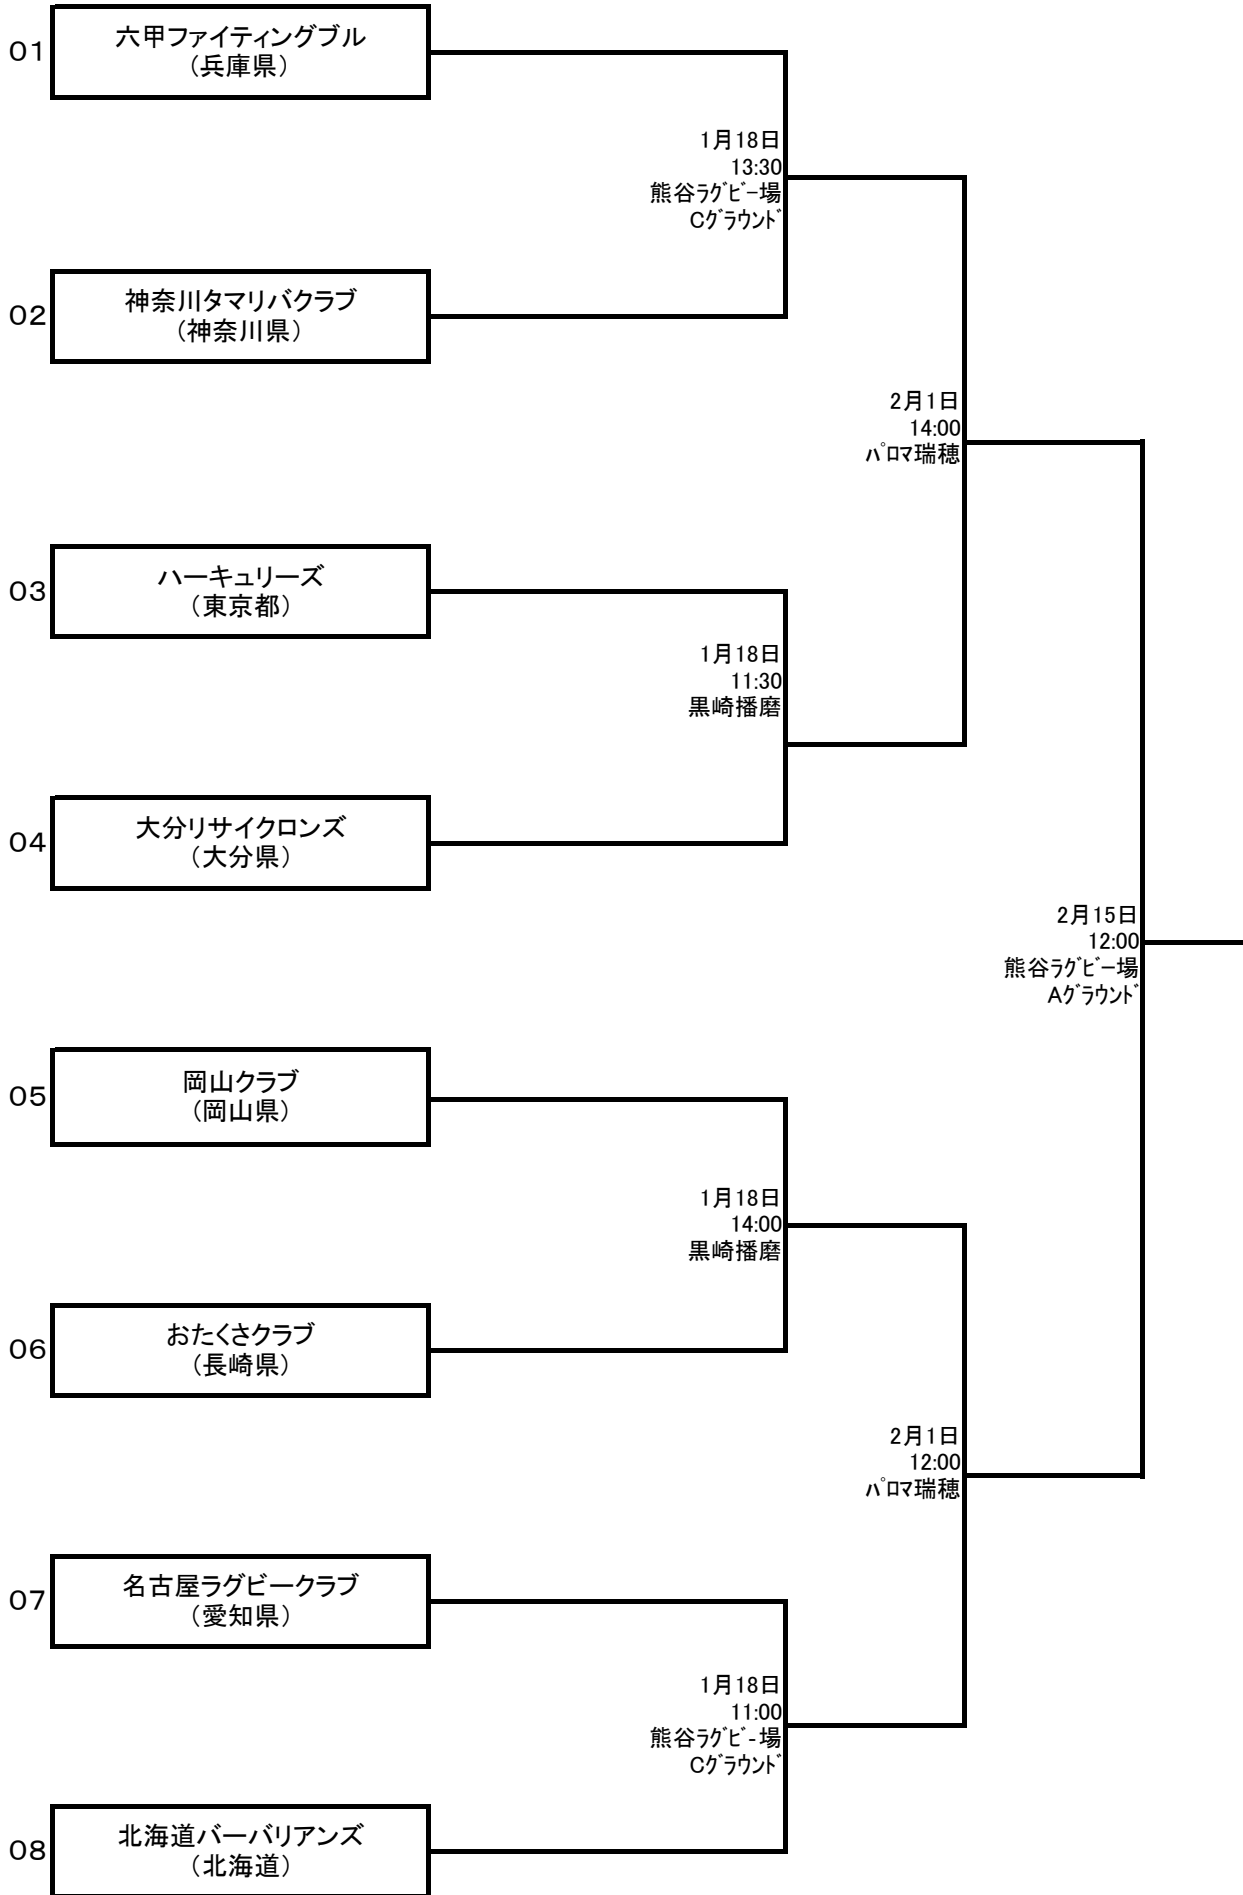 01
六甲ファイティングブル
（兵庫県）
1月18日
13:30
熊谷ﾗｸﾞﾋﾞｰ場
Cｸﾞﾗｳﾝﾄﾞ
02
神奈川タマリバクラブ
（神奈川県）
2月1日
14:00
ﾊﾟﾛﾏ瑞穂
03
ハーキュリーズ
（東京都）
1月18日
11:30
黒崎播磨
04
大分リサイクロンズ
（大分県）
2月15日
12:00
熊谷ﾗｸﾞﾋﾞｰ場
Aｸﾞﾗｳﾝﾄﾞ
05
岡山クラブ
（岡山県）
1月18日
14:00
黒崎播磨
06
おたくさクラブ
（長崎県）
2月1日
12:00
ﾊﾟﾛﾏ瑞穂
07
名古屋ラグビークラブ
（愛知県）
1月18日
11:00
熊谷ﾗｸﾞﾋﾞ-場
Cｸﾞﾗｳﾝﾄﾞ
08
北海道バーバリアンズ
（北海道）